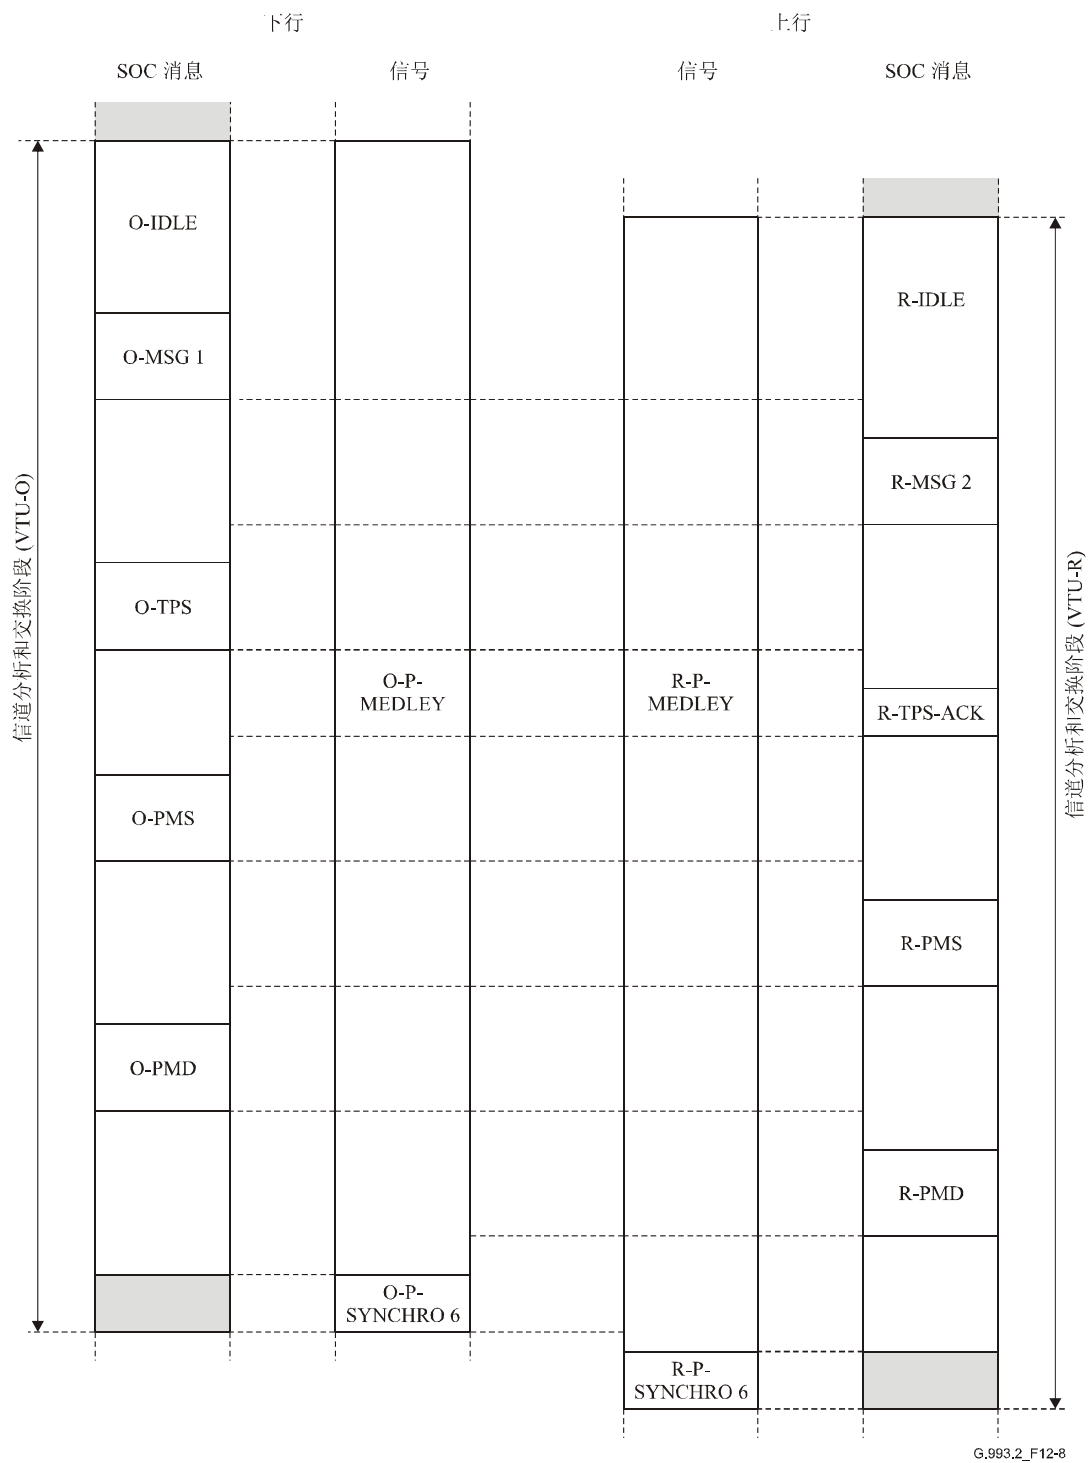 下行
上行
SOC 消息
信号
信号
SOC 消息
O-IDLE
R-IDLE
O-MSG 1
R-MSG 2
信道分析和交换阶段 (VTU-O)
信道分析和交换阶段 (VTU-R)
O-TPS
O-P-
MEDLEY
R-P-
MEDLEY
R-TPS-ACK
O-PMS
R-PMS
O-PMD
R-PMD
O-P-
SYNCHRO 6
R-P-
SYNCHRO 6
G.993.2_F12-8